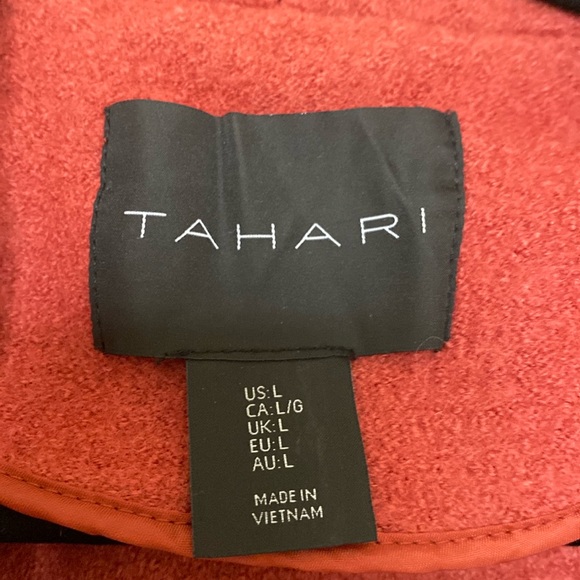 TAHARI
US:L
CA:L/G
UK:L
EU:L
AU:L
MADE IN
VIETNAM